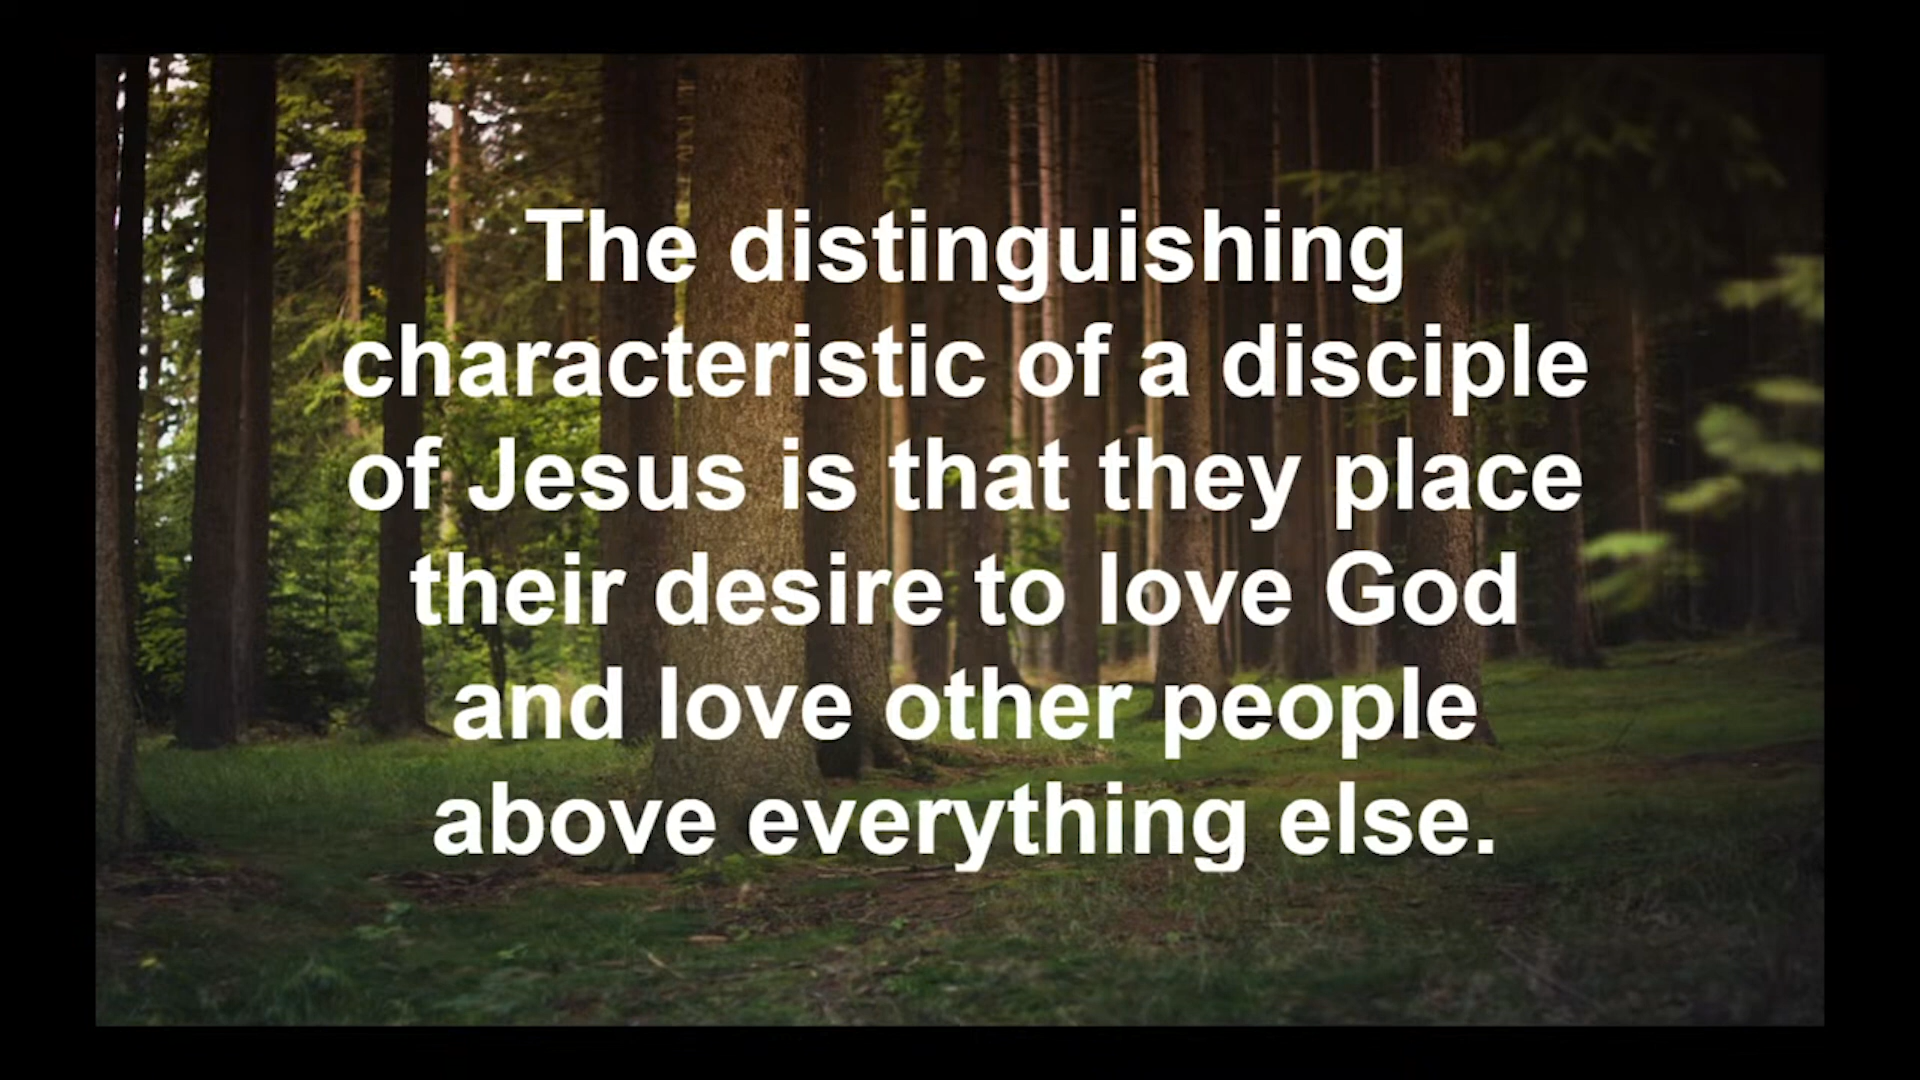 The distinguishing
characteristic of a disciple
of Jesus is that they place
their desire to love God
and love other people
above everything else.